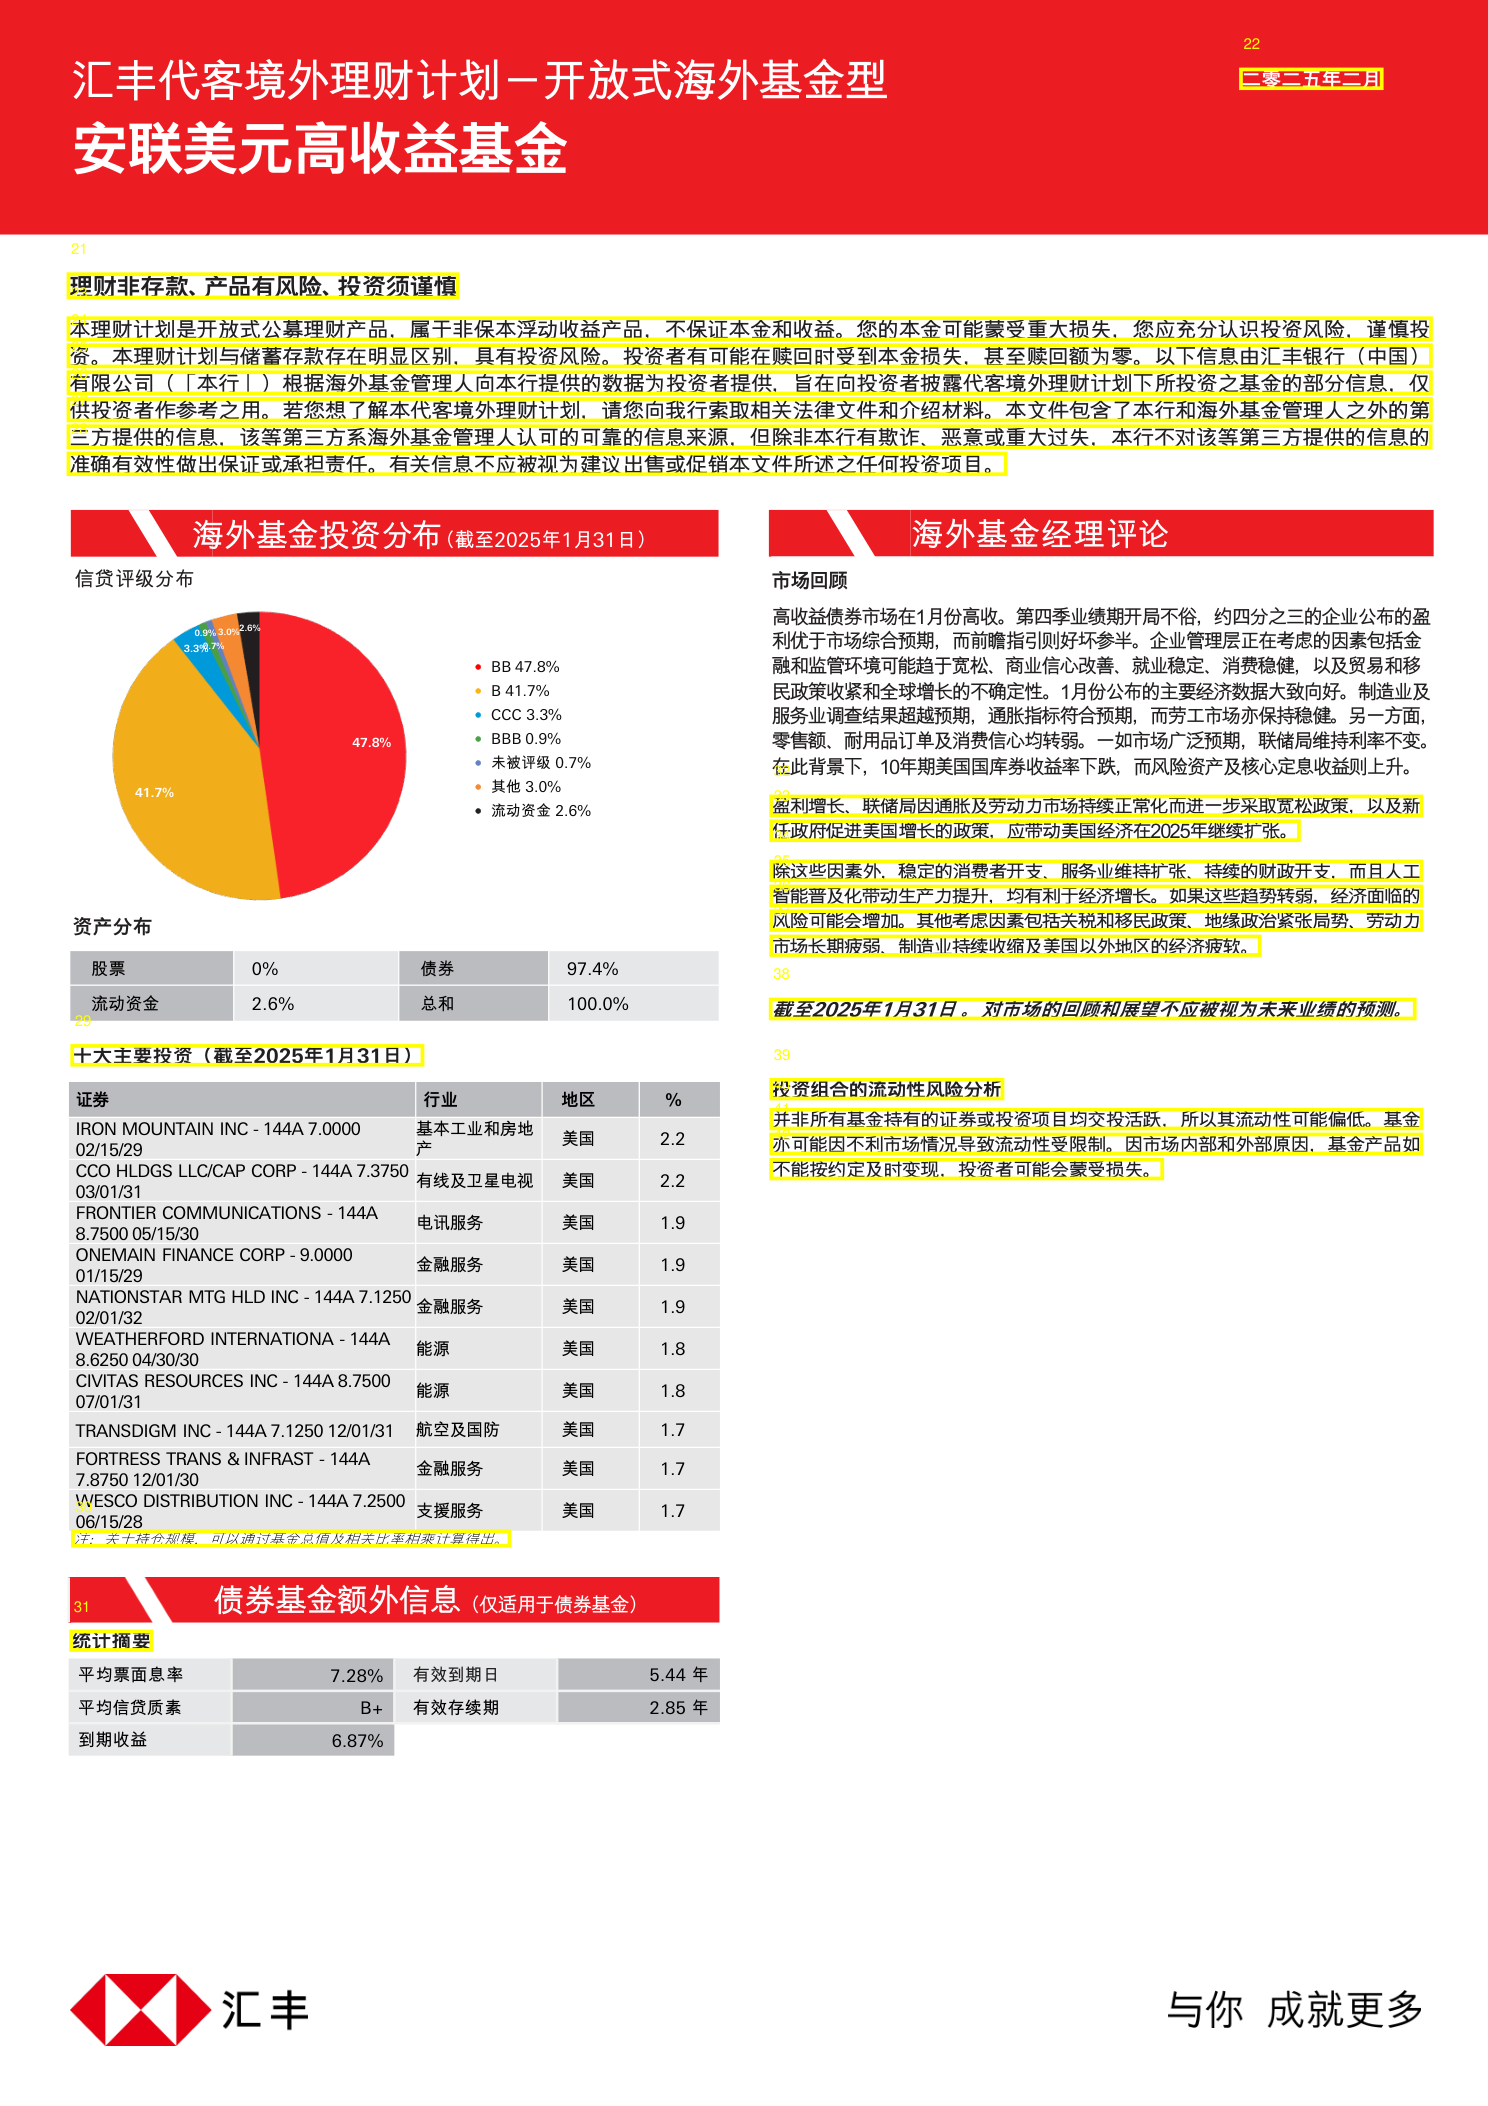 汇丰代客境外理财计划－开放式海外基金型
安联美元高收益基金
22
二零二五年二月
21
理财非存款、产品有风险、投资须谨慎
本理财计划是开放式公募理财产品，属于非保本浮动收益产品，不保证本金和收益。您的本金可能蒙受重大损失，您应充分认识投资风险，谨慎投
资。本理财计划与储蓄存款存在明显区别，具有投资风险。投资者有可能在赎回时受到本金损失，甚至赎回额为零。以下信息由汇丰银行（中国）
有限公司（「本行」）根据海外基金管理人向本行提供的数据为投资者提供，旨在向投资者披露代客境外理财计划下所投资之基金的部分信息，仅
供投资者作参考之用。若您想了解本代客境外理财计划，请您向我行索取相关法律文件和介绍材料。本文件包含了本行和海外基金管理人之外的第
三方提供的信息，该等第三方系海外基金管理人认可的可靠的信息来源，但除非本行有欺诈、恶意或重大过失，本行不对该等第三方提供的信息的
准确有效性做出保证或承担责任。有关信息不应被视为建议出售或促销本文件所述之任何投资项目。
海外基金投资分布（截至2025年1月31日）
信贷评级分布
2.6%
3.0%
0.9%
0.7%
3.3%
47.8%
41.7%
BB 47.8%
B 41.7%
CCC 3.3%
BBB 0.9%
未被评级 0.7%
其他 3.0%
流动资金 2.6%
资产分布
股票 0% 债券 97.4%
流动资金 2.6% 总和 100.0%
29
十大主要投资（截至2025年1月31日）
证券 行业 地区 %
IRON MOUNTAIN INC - 144A 7.0000 02/15/29 基本工业和房地产 美国 2.2
CCO HLDGS LLC/CAP CORP - 144A 7.3750 03/01/31 有线及卫星电视 美国 2.2
FRONTIER COMMUNICATIONS - 144A 8.7500 05/15/30 电讯服务 美国 1.9
ONEMAIN FINANCE CORP - 9.0000 01/15/29 金融服务 美国 1.9
NATIONSTAR MTG HLD INC - 144A 7.1250 02/01/32 金融服务 美国 1.9
WEATHERFORD INTERNATIONA - 144A 8.6250 04/30/30 能源 美国 1.8
CIVITAS RESOURCES INC - 144A 8.7500 07/01/31 能源 美国 1.8
TRANSDIGM INC - 144A 7.1250 12/01/31 航空及国防 美国 1.7
FORTRESS TRANS & INFRAST - 144A 7.8750 12/01/30 金融服务 美国 1.7
WESCO DISTRIBUTION INC - 144A 7.2500 06/15/28 支援服务 美国 1.7
30
注：关于持仓规模，可以通过基金总值及相关比率相乘计算得出。
债券基金额外信息（仅适用于债券基金）
31
统计摘要
平均票面息率 7.28% 有效到期日 5.44 年
平均信贷质素 B+ 有效存续期 2.85 年
到期收益 6.87%
海外基金经理评论
市场回顾
高收益债券市场在1月份高收。第四季业绩期开局不俗，约四分之三的企业公布的盈
利优于市场综合预期，而前瞻指引则好坏参半。企业管理层正在考虑的因素包括金
融和监管环境可能趋于宽松、商业信心改善、就业稳定、消费稳健，以及贸易和移
民政策收紧和全球增长的不确定性。1月份公布的主要经济数据大致向好。制造业及
服务业调查结果超越预期，通胀指标符合预期，而劳工市场亦保持稳健。另一方面，
零售额、耐用品订单及消费信心均转弱。一如市场广泛预期，联储局维持利率不变。
在此背景下，10年期美国国库券收益率下跌，而风险资产及核心定息收益则上升。
盈利增长、联储局因通胀及劳动力市场持续正常化而进一步采取宽松政策，以及新
任政府促进美国增长的政策，应带动美国经济在2025年继续扩张。
除这些因素外，稳定的消费者开支、服务业维持扩张、持续的财政开支，而且人工
智能普及化带动生产力提升，均有利于经济增长。如果这些趋势转弱，经济面临的
风险可能会增加。其他考虑因素包括关税和移民政策、地缘政治紧张局势、劳动力
市场长期疲弱、制造业持续收缩及美国以外地区的经济疲软。
38
截至2025年1月31日。对市场的回顾和展望不应被视为未来业绩的预测。
39
投资组合的流动性风险分析
并非所有基金持有的证券或投资项目均交投活跃，所以其流动性可能偏低。基金
亦可能因不利市场情况导致流动性受限制。因市场内部和外部原因，基金产品如
不能按约定及时变现，投资者可能会蒙受损失。
汇丰
与你 成就更多